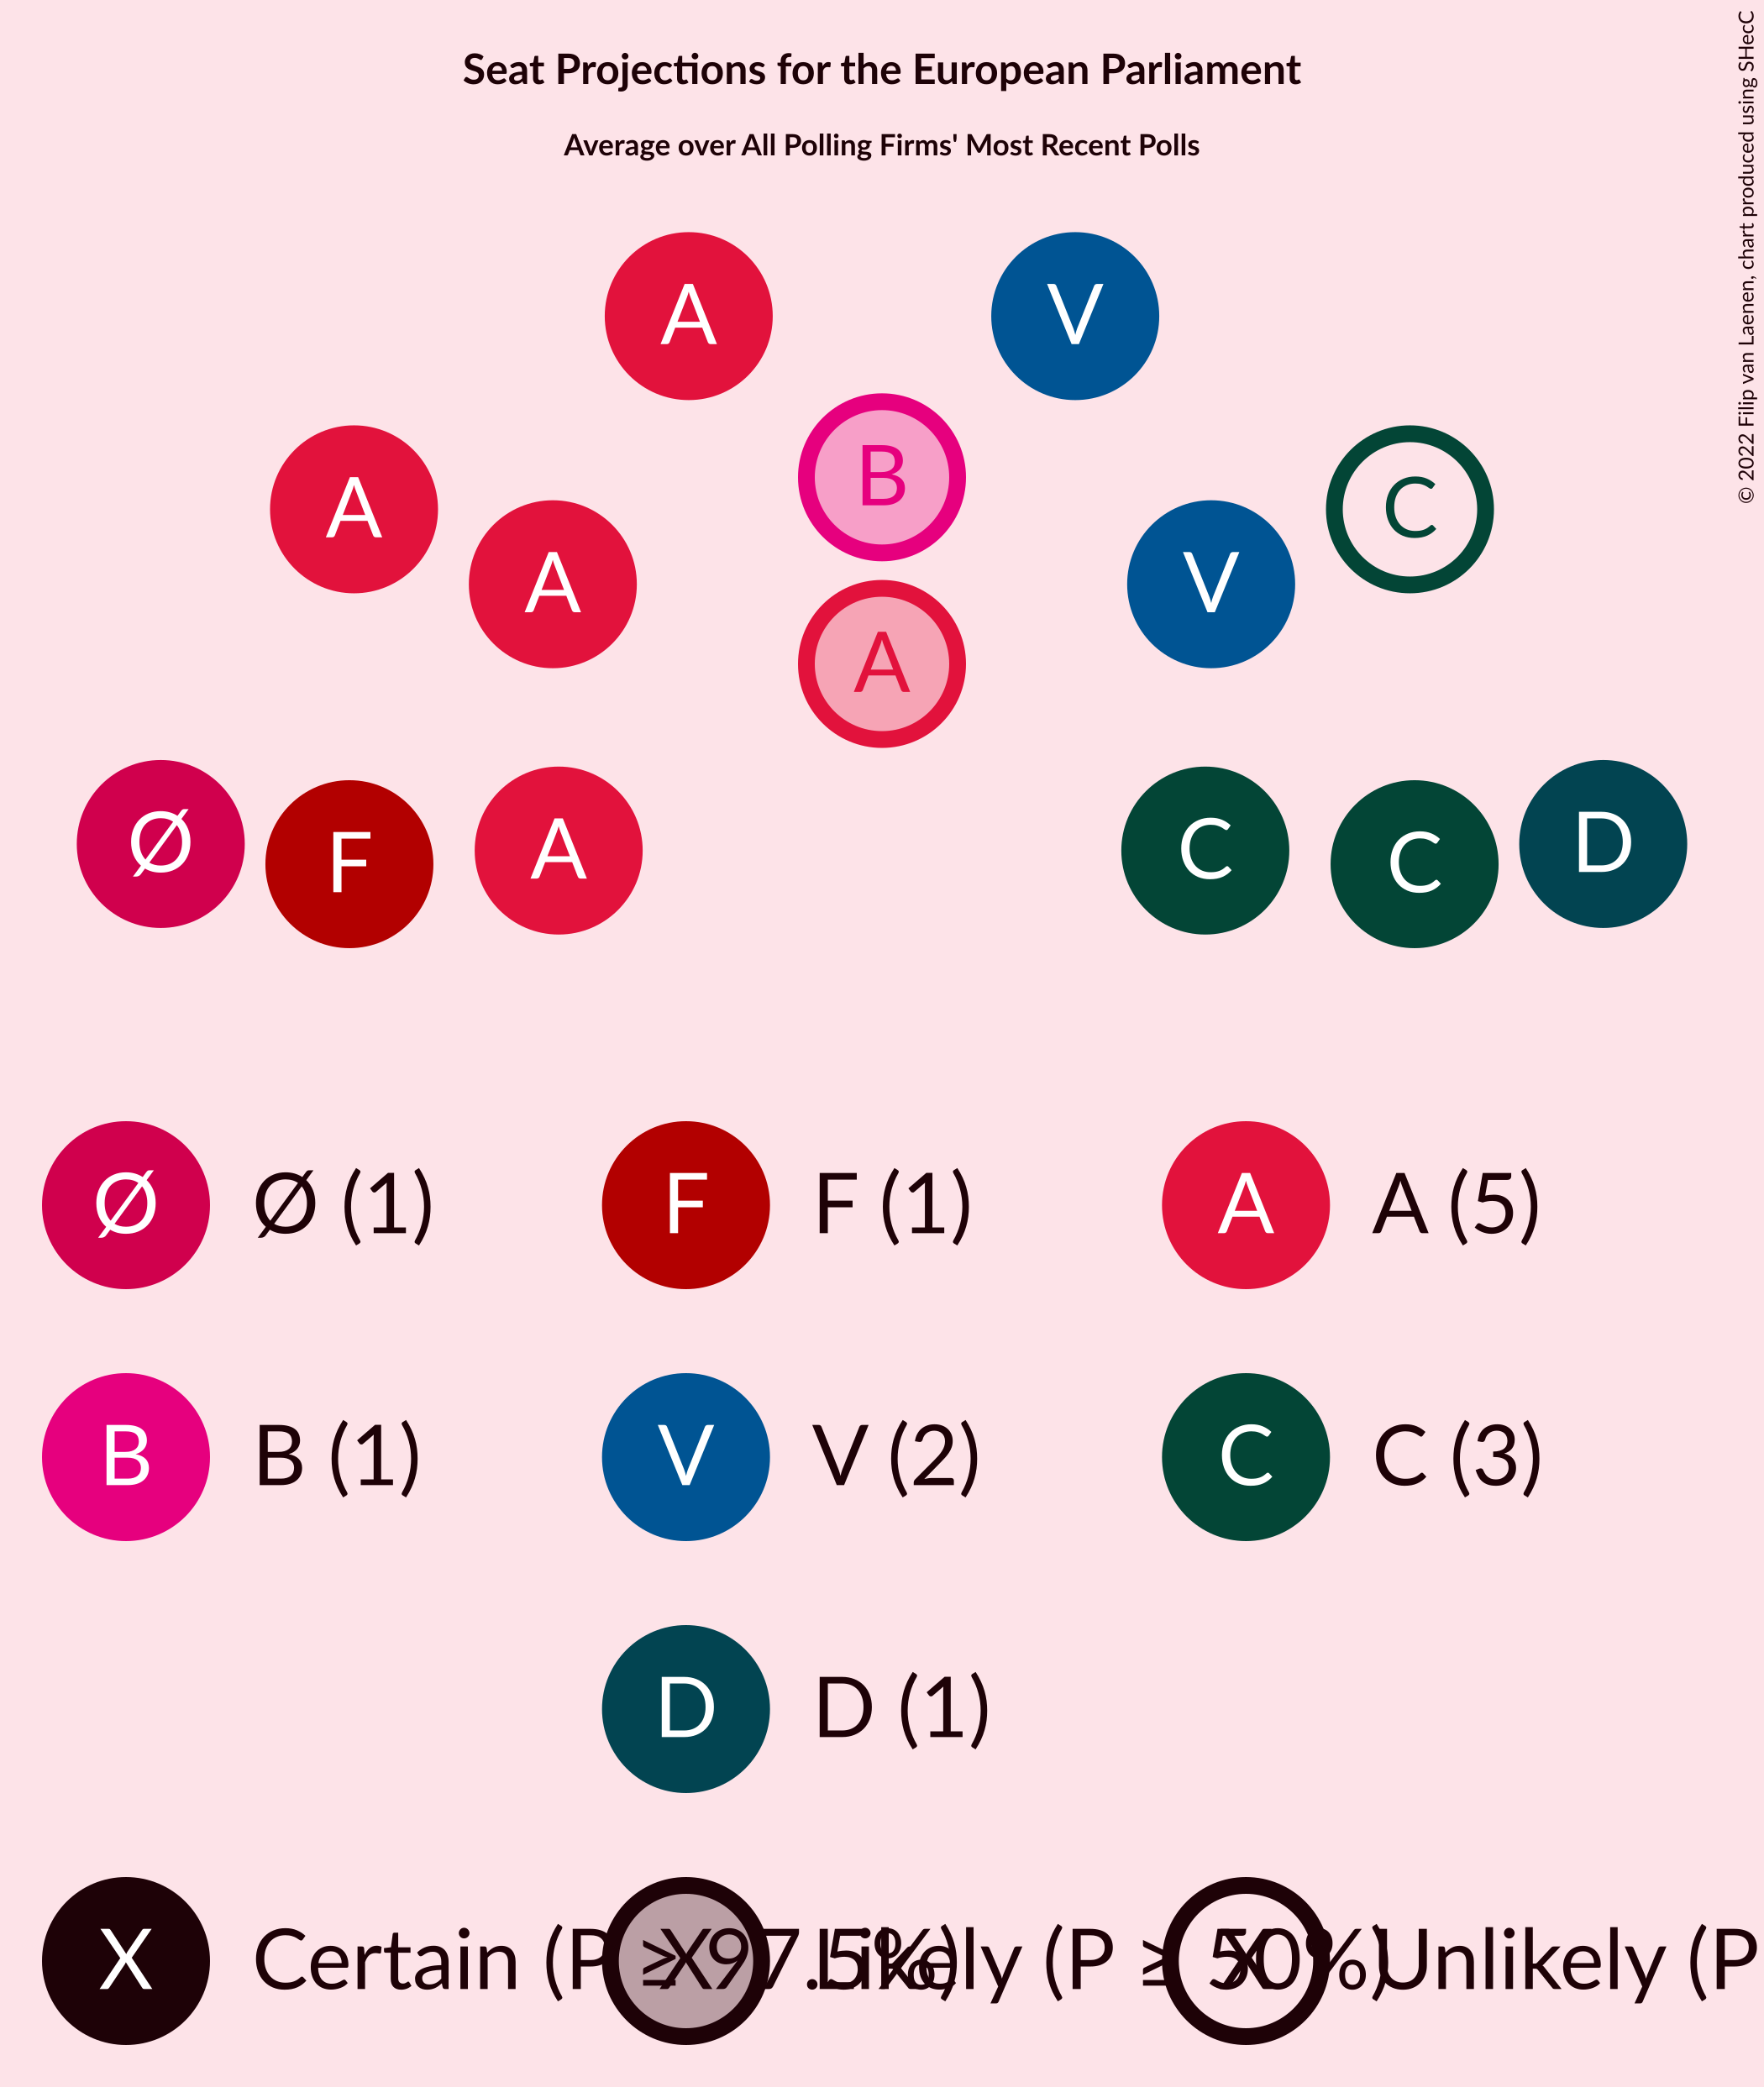 Seat Projections for the European Parliament
Average over All Polling Firms' Most Recent Polls
© 2022 Filip van Laenen, chart produced using SHecC
A V
B
A C
A V
A
Ø D
F A C C
Ø Ø (1) F F (1) A A (5)
B B (1) V V (2) C C (3)
D D (1)
X Certain (P ≥ 97.5%) X Likely (P ≥ 50%) X Unlikely (P